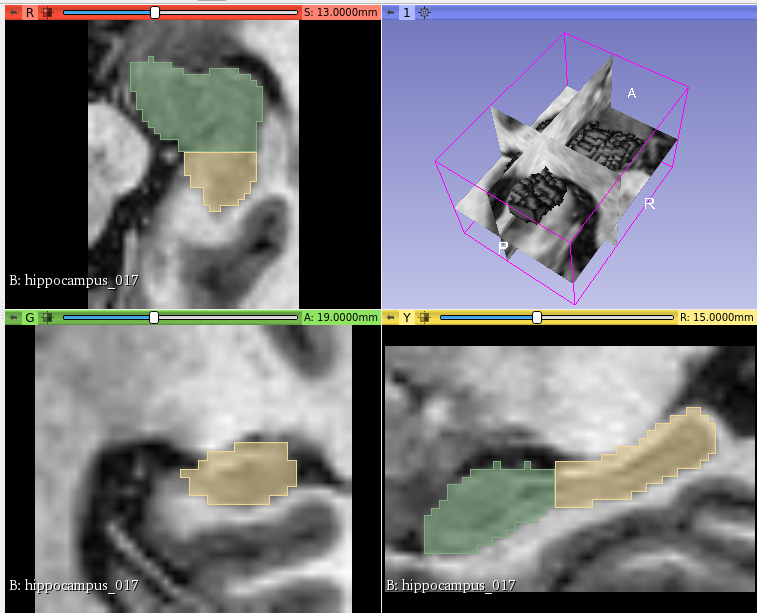 R S: 13.0000mm
1
A
R
P
B: hippocampus_017
G A: 19.0000mm
Y R: 15.0000mm
B: hippocampus_017
B: hippocampus_017